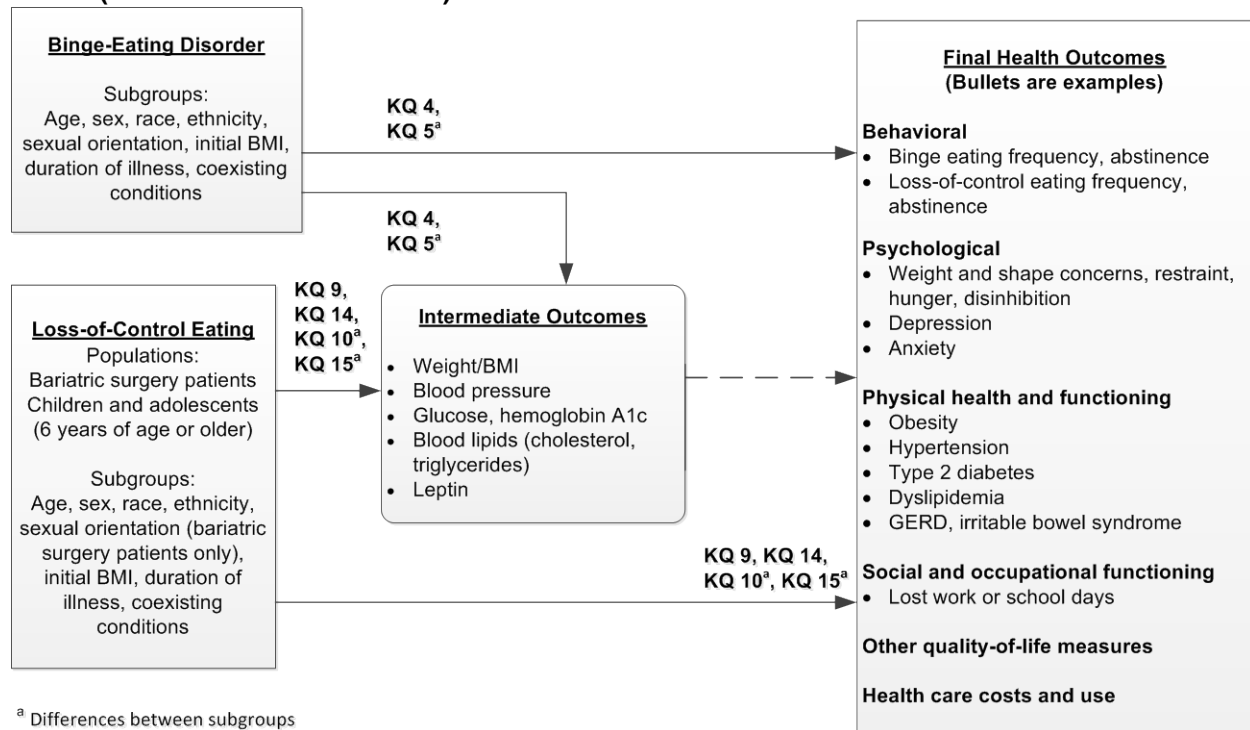 Binge-Eating Disorder
Subgroups:
Age, sex, race, ethnicity,
sexual orientation, initial BMI,
duration of illness, coexisting
conditions
KQ 4,
KQ 5ᵃ
KQ 4,
KQ 5ᵃ
Loss-of-Control Eating
Populations:
Bariatric surgery patients
Children and adolescents
(6 years of age or older)
Subgroups:
Age, sex, race, ethnicity,
sexual orientation (bariatric
surgery patients only),
initial BMI, duration of
illness, coexisting
conditions
KQ 9,
KQ 14,
KQ 10ᵃ,
KQ 15ᵃ
Intermediate Outcomes
• Weight/BMI
• Blood pressure
• Glucose, hemoglobin A1c
• Blood lipids (cholesterol,
triglycerides)
• Leptin
KQ 9, KQ 14,
KQ 10ᵃ, KQ 15ᵃ
Final Health Outcomes
(Bullets are examples)
Behavioral
• Binge eating frequency, abstinence
• Loss-of-control eating frequency,
abstinence
Psychological
• Weight and shape concerns, restraint,
hunger, disinhibition
• Depression
• Anxiety
Physical health and functioning
• Obesity
• Hypertension
• Type 2 diabetes
• Dyslipidemia
• GERD, irritable bowel syndrome
Social and occupational functioning
• Lost work or school days
Other quality-of-life measures
Health care costs and use
ᵃ Differences between subgroups